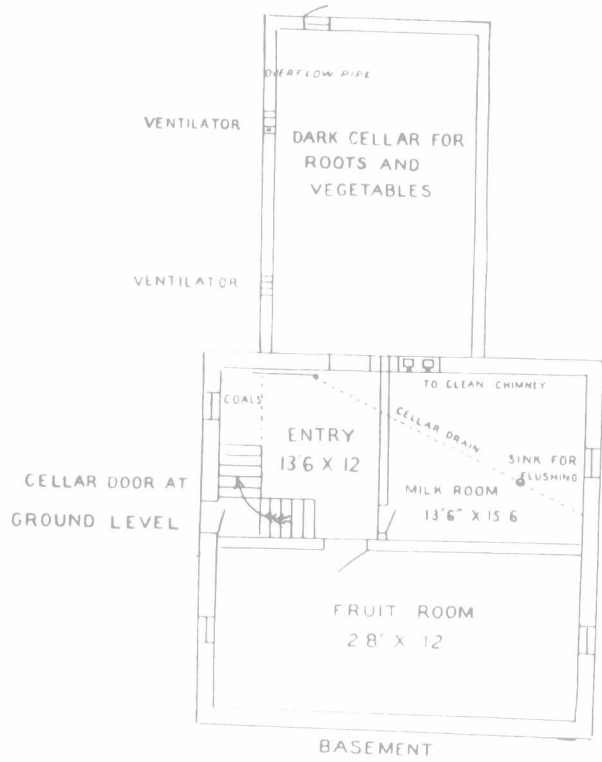 OVERFLOW PIPE
VENTILATOR
DARK CELLAR FOR
ROOTS AND
VEGETABLES
VENTILATOR
TO CLEAN CHIMNEY
COALS
CELLAR DRAIN
ENTRY
13'6 X 12
SINK FOR
FLUSHING
CELLAR DOOR AT
GROUND LEVEL
MILK ROOM
13'6" X 15 6
FRUIT ROOM
28' X 12
BASEMENT